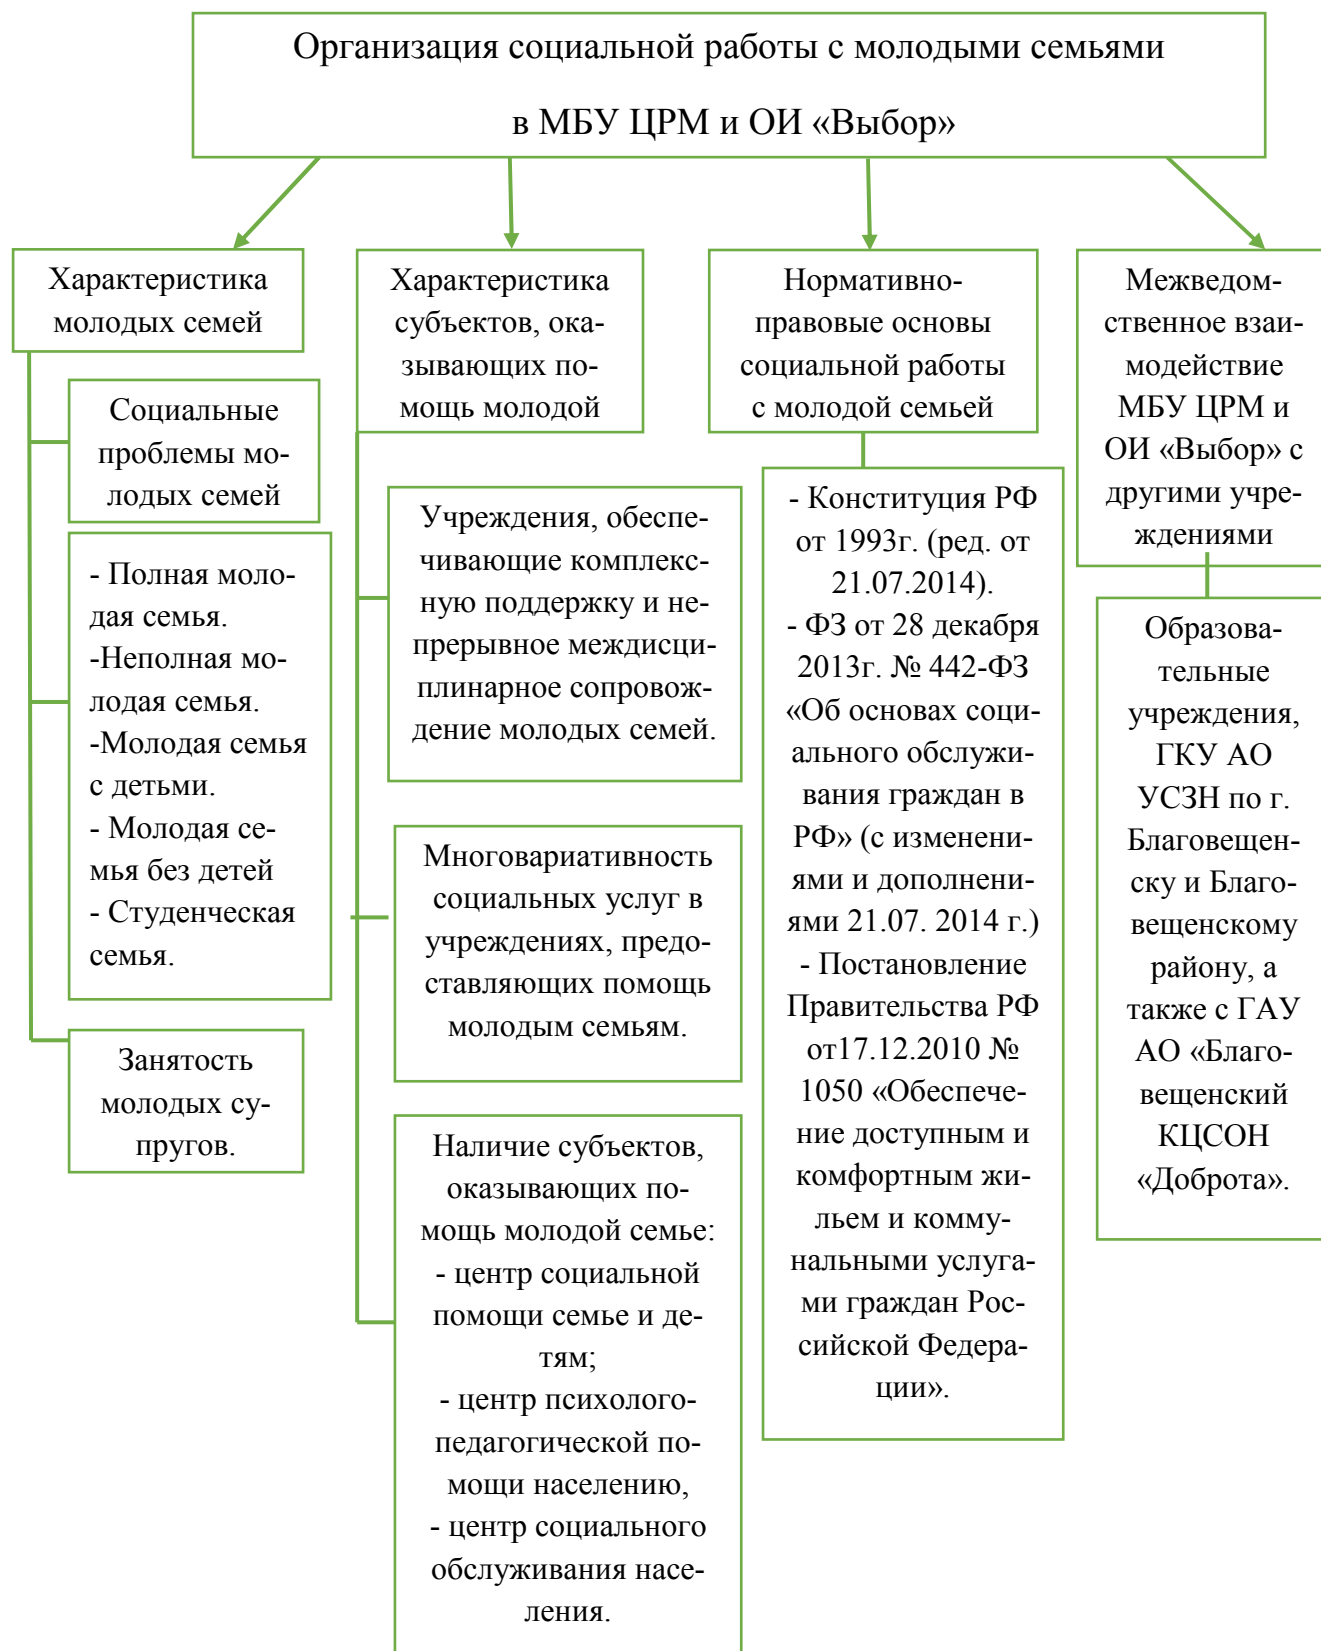 Организация социальной работы с молодыми семьями
в МБУ ЦРМ и ОИ «Выбор»
Характеристика
молодых семей
Социальные
проблемы мо-
лодых семей
- Полная моло-
дая семья.
-Неполная мо-
лодая семья.
-Молодая семья
с детьми.
- Молодая се-
мья без детей
- Студенческая
семья.
Занятость
молодых су-
пругов.
Характеристика
субъектов, ока-
зывающих по-
мощь молодой
Учреждения, обеспе-
чивающие комплекс-
ную поддержку и не-
прерывное междисци-
плинарное сопровож-
дение молодых семей.
Многовариативность
социальных услуг в
учреждениях, предо-
ставляющих помощь
молодым семьям.
Наличие субъектов,
оказывающих по-
мощь молодой семье:
- центр социальной
помощи семье и де-
тям;
- центр психолого-
педагогической по-
мощи населению,
- центр социального
обслуживания насе-
ления.
Нормативно-
правовые основы
социальной работы
с молодой семьей
- Конституция РФ
от 1993г. (ред. от
21.07.2014).
- ФЗ от 28 декабря
2013г. № 442-ФЗ
«Об основах соци-
ального обслужи-
вания граждан в
РФ» (с изменени-
ями и дополнени-
ями 21.07. 2014 г.)
- Постановление
Правительства РФ
от17.12.2010 №
1050 «Обеспече-
ние доступным и
комфортным жи-
льем и комму-
нальными услуга-
ми граждан Рос-
сийской Федера-
ции».
Межведом-
ственное взаи-
модействие
МБУ ЦРМ и
ОИ «Выбор» с
другими учре-
ждениями
Образова-
тельные
учреждения,
ГКУ АО
УСЗН по г.
Благовещен-
ску и Благо-
вещенскому
району, а
также с ГАУ
АО «Благо-
вещенский
КЦСОН
«Доброта».